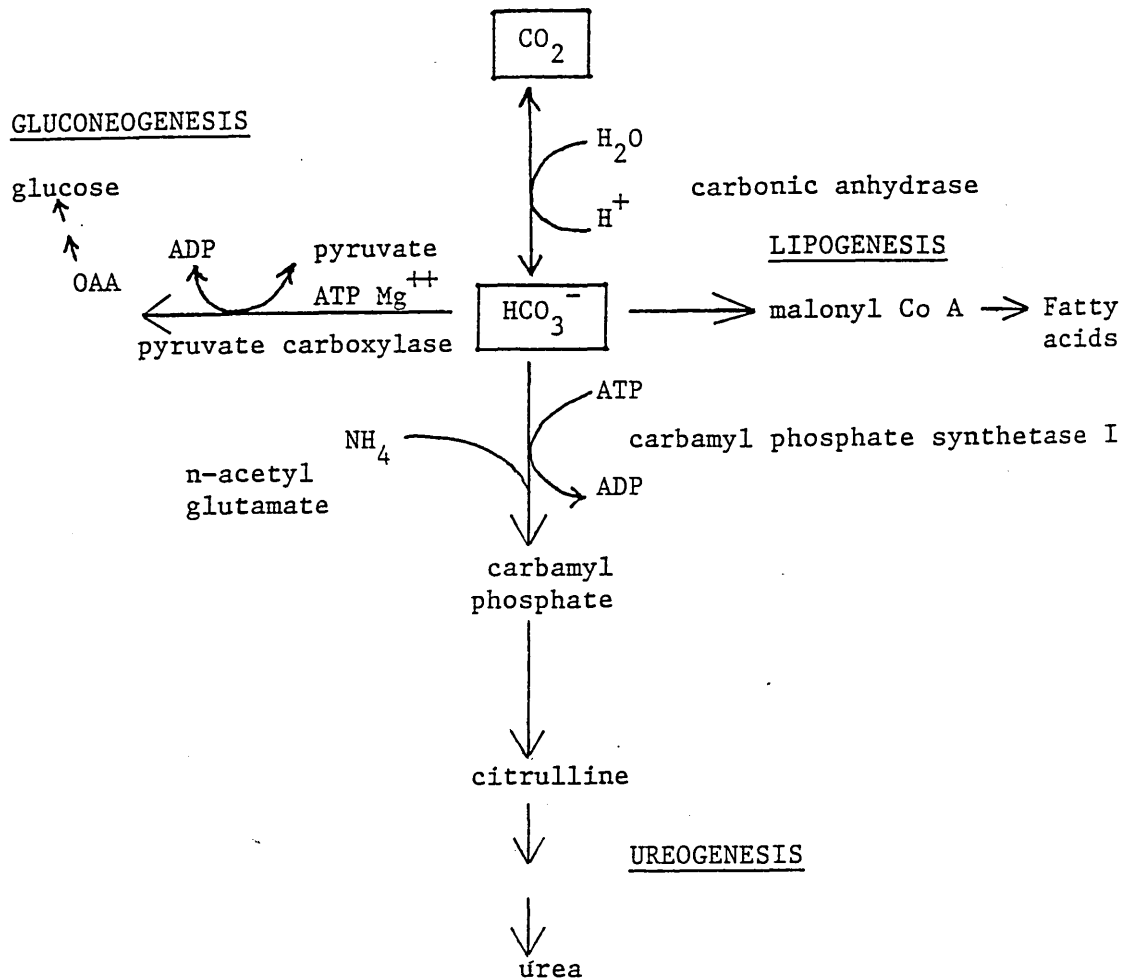 CO2
GLUCONEOGENESIS
H2O
glucose
carbonic anhydrase
H+
LIPOGENESIS
ADP
pyruvate
OAA
ATP Mg++
HCO3-
malonyl Co A
Fatty
acids
pyruvate carboxylase
ATP
NH4
carbamyl phosphate synthetase I
n-acetyl
glutamate
ADP
carbamyl
phosphate
citrulline
UREOGENESIS
urea